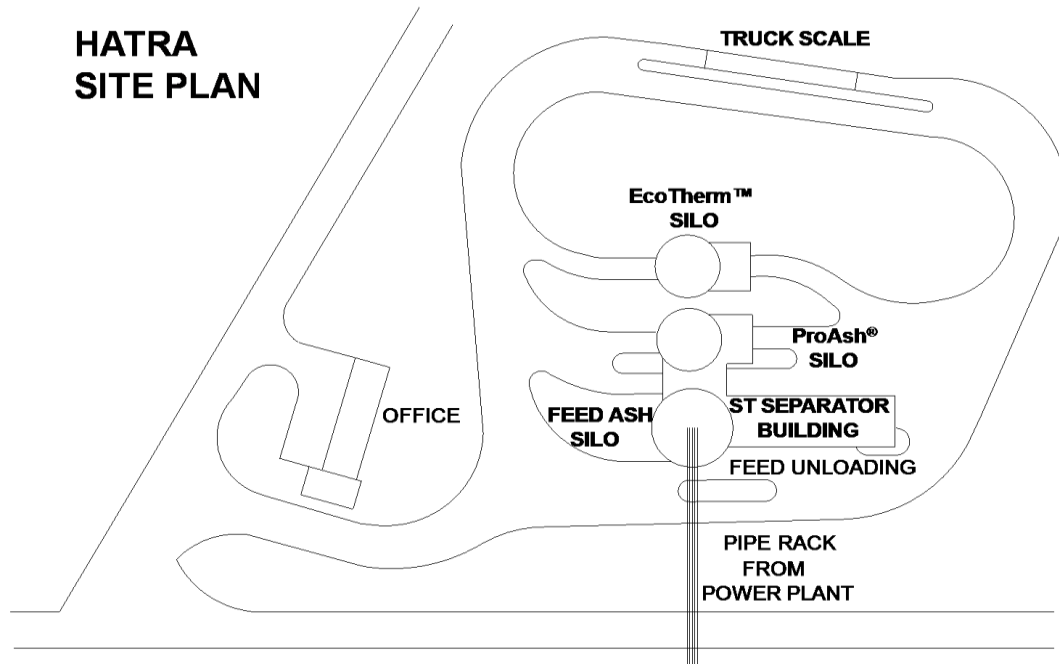 HATRA
SITE PLAN
TRUCK SCALE
EcoTherm™
SILO
ProAsh®
SILO
OFFICE
FEED ASH
SILO
ST SEPARATOR
BUILDING
FEED UNLOADING
PIPE RACK
FROM
POWER PLANT